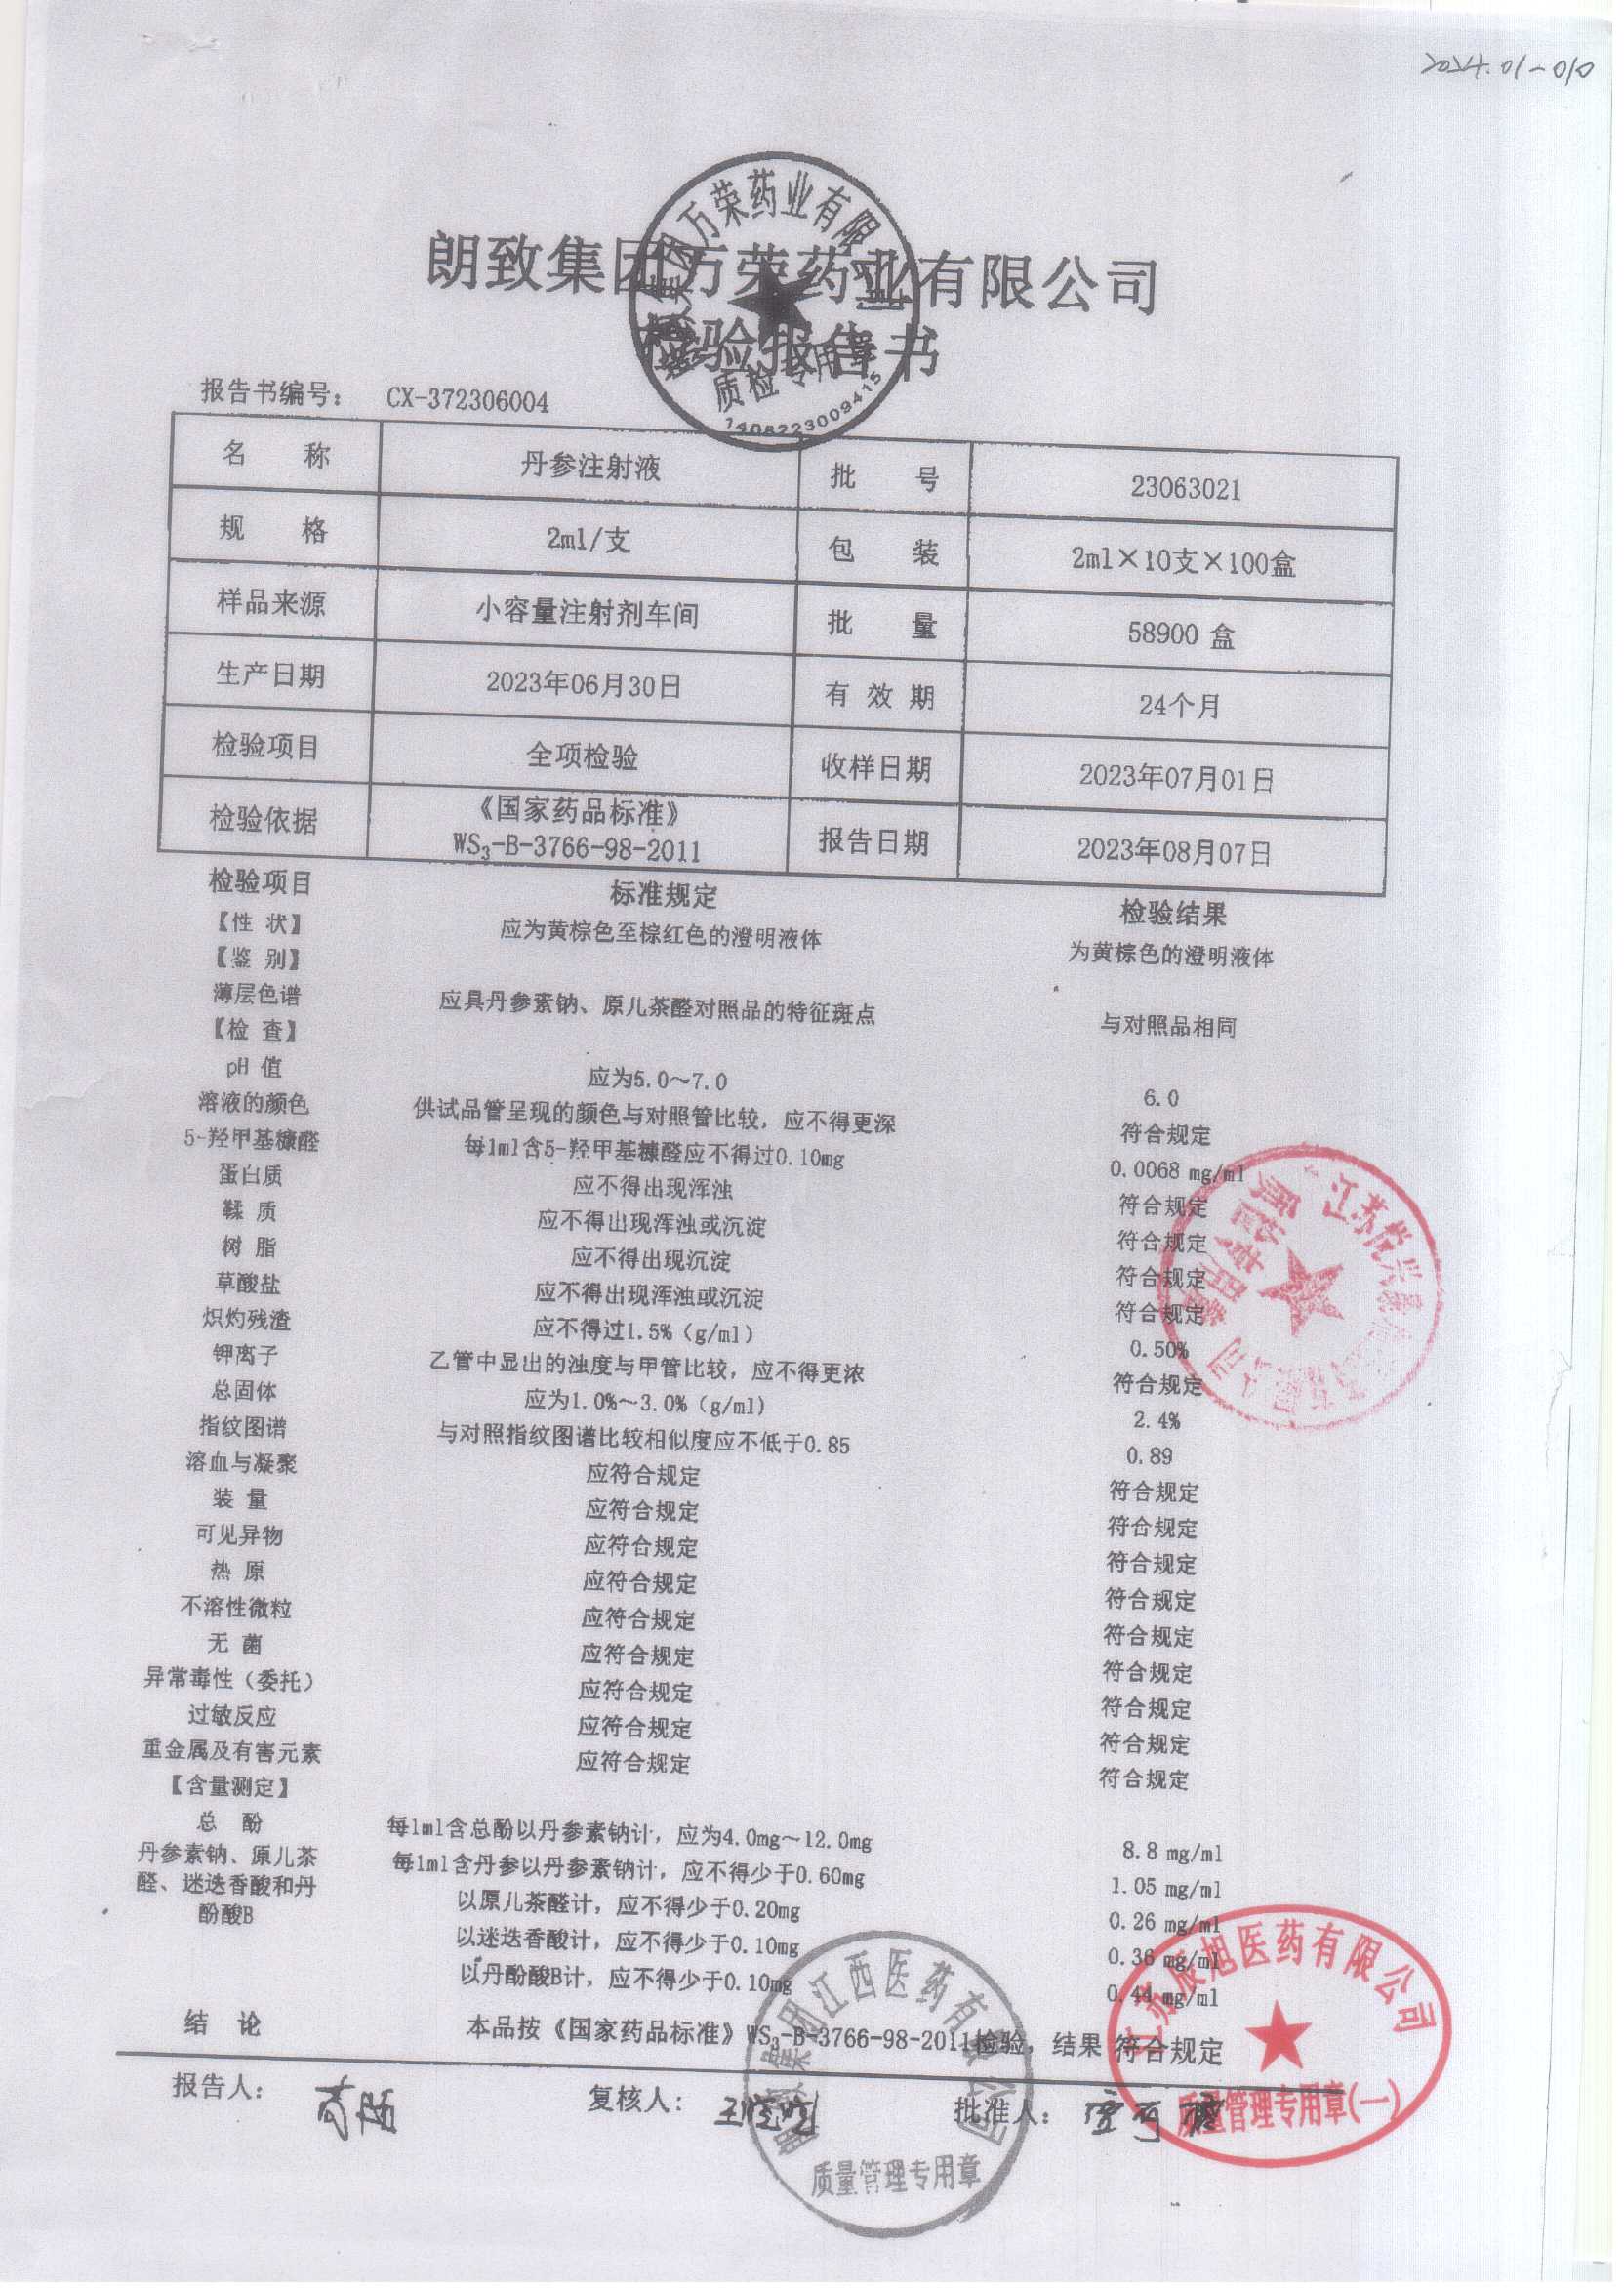 2024.01-010
朗致集团万荣药业有限公司
检验报告书
万荣药业有限
质检专用章
1408223009415
报告书编号： CX-372306004
名 称 丹参注射液 批 号 23063021
规 格 2ml/支 包 装 2ml×10支×100盒
样品来源 小容量注射剂车间 批 量 58900 盒
生产日期 2023年06月30日 有 效 期 24个月
检验项目 全项检验 收样日期 2023年07月01日
检验依据 《国家药品标准》 WS₃-B-3766-98-2011 报告日期 2023年08月07日
检验项目 标准规定 检验结果
【性 状】 应为黄棕色至棕红色的澄明液体 为黄棕色的澄明液体
【鉴 别】
薄层色谱 应具丹参素钠、原儿茶醛对照品的特征斑点 与对照品相同
【检 查】
pH 值 应为5.0～7.0 6.0
溶液的颜色 供试品管呈现的颜色与对照管比较，应不得更深 符合规定
5-羟甲基糠醛 每1ml含5-羟甲基糠醛应不得过0.10mg 0.0068 mg/ml
蛋白质 应不得出现浑浊 符合规定
鞣 质 应不得出现浑浊或沉淀 符合规定
树 脂 应不得出现沉淀 符合规定
草酸盐 应不得出现浑浊或沉淀 符合规定
炽灼残渣 应不得过1.5%（g/ml） 0.50%
钾离子 乙管中显出的浊度与甲管比较，应不得更浓 符合规定
总固体 应为1.0%～3.0%（g/ml） 2.4%
指纹图谱 与对照指纹图谱比较相似度应不低于0.85 0.89
溶血与凝聚 应符合规定 符合规定
装 量 应符合规定 符合规定
可见异物 应符合规定 符合规定
热 原 应符合规定 符合规定
不溶性微粒 应符合规定 符合规定
无 菌 应符合规定 符合规定
异常毒性（委托） 应符合规定 符合规定
过敏反应 应符合规定 符合规定
重金属及有害元素 应符合规定 符合规定
【含量测定】
总 酚 每1ml含总酚以丹参素钠计，应为4.0mg～12.0mg 8.8 mg/ml
丹参素钠、原儿茶 每1ml含丹参以丹参素钠计，应不得少于0.60mg 1.05 mg/ml
醛、迷迭香酸和丹 以原儿茶醛计，应不得少于0.20mg 0.26 mg/ml
酚酸B 以迷迭香酸计，应不得少于0.10mg 0.36 mg/ml
以丹酚酸B计，应不得少于0.10mg 0.44 mg/ml
结 论 本品按《国家药品标准》WS₃-B-3766-98-2011检验，结果 符合规定
报告人： 复核人： 批准人：
江西医药有
质量管理专用章
江苏辰旭医药有限公司
质量管理专用章(一)